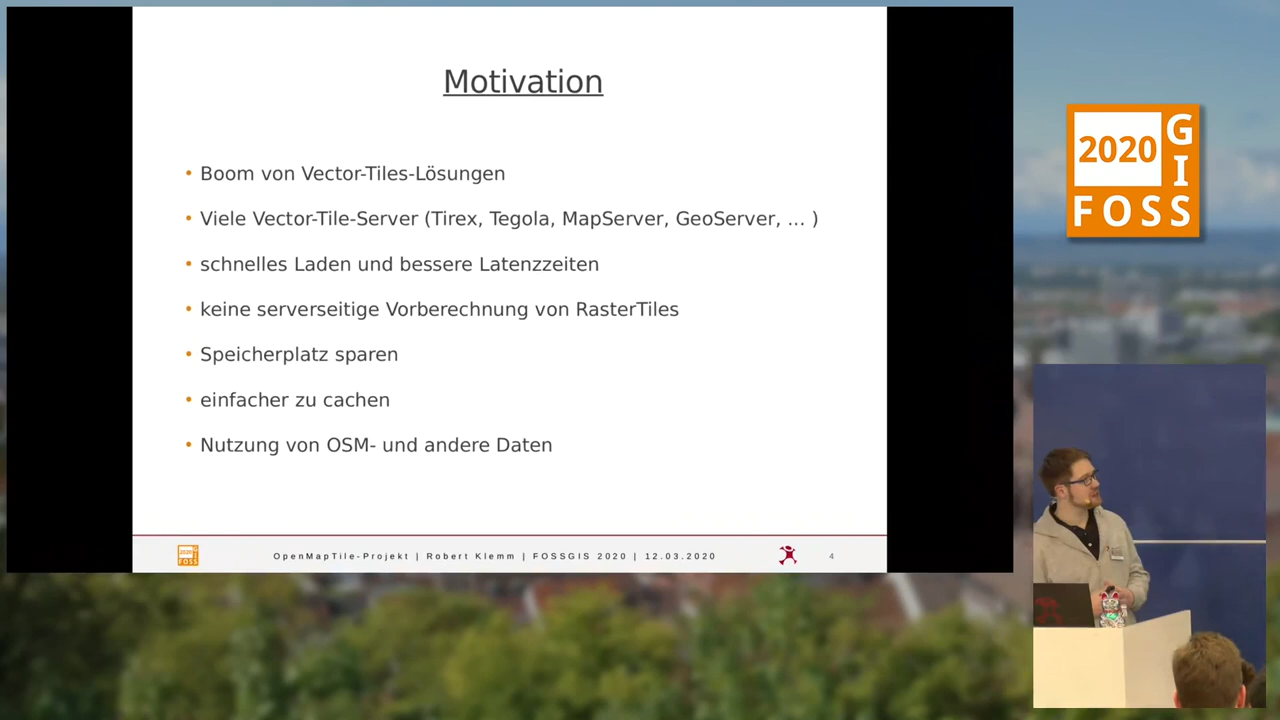 Motivation
• Boom von Vector-Tiles-Lösungen
• Viele Vector-Tile-Server (Tirex, Tegola, MapServer, GeoServer, ... )
• schnelles Laden und bessere Latenzzeiten
• keine serverseitige Vorberechnung von RasterTiles
• Speicherplatz sparen
• einfacher zu cachen
• Nutzung von OSM- und andere Daten
OpenMapTile-Projekt | Robert Klemm | FOSSGIS 2020 | 12.03.2020
4
2020
GIS
FOSS